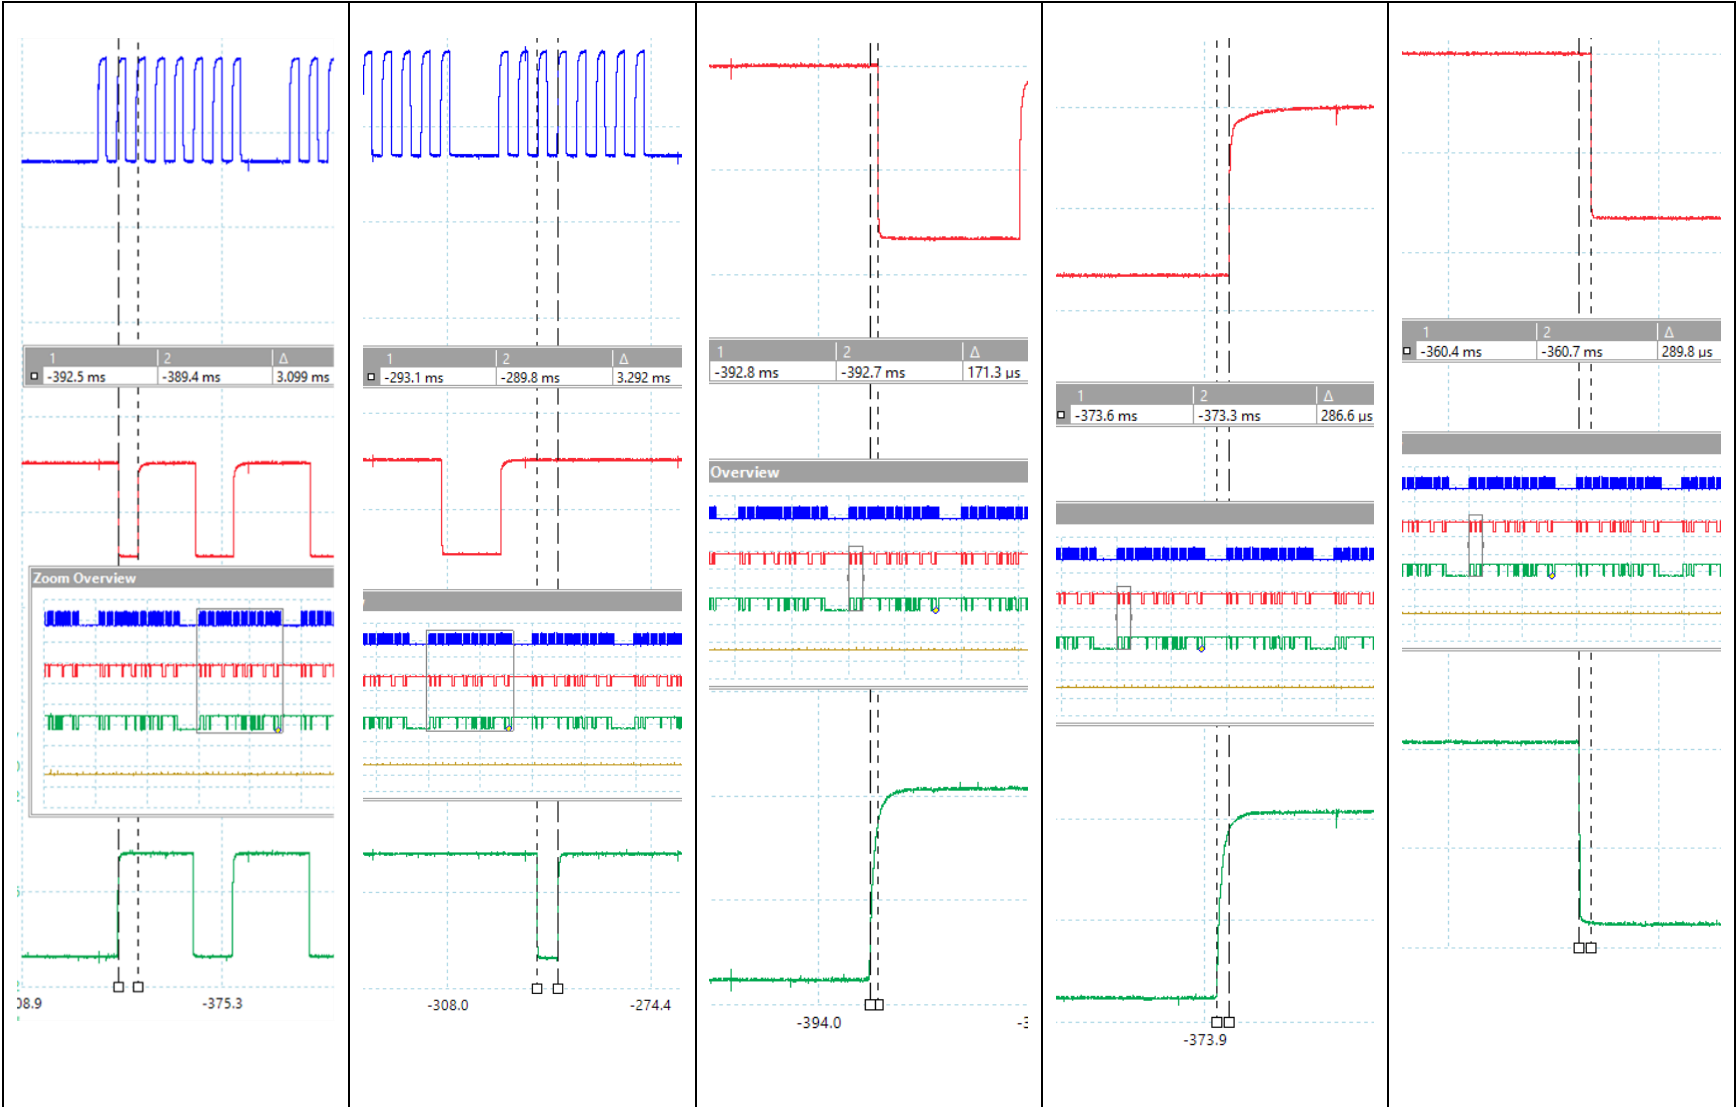 1 2 Δ
-392.5 ms -389.4 ms 3.099 ms
Zoom Overview
08.9 -375.3
1 2 Δ
-293.1 ms -289.8 ms 3.292 ms
-308.0 -274.4
1 2 Δ
-392.8 ms -392.7 ms 171.3 µs
Overview
-394.0
1 2 Δ
-373.6 ms -373.3 ms 286.6 µs
-373.9
1 2 Δ
-360.4 ms -360.7 ms 289.8 µs